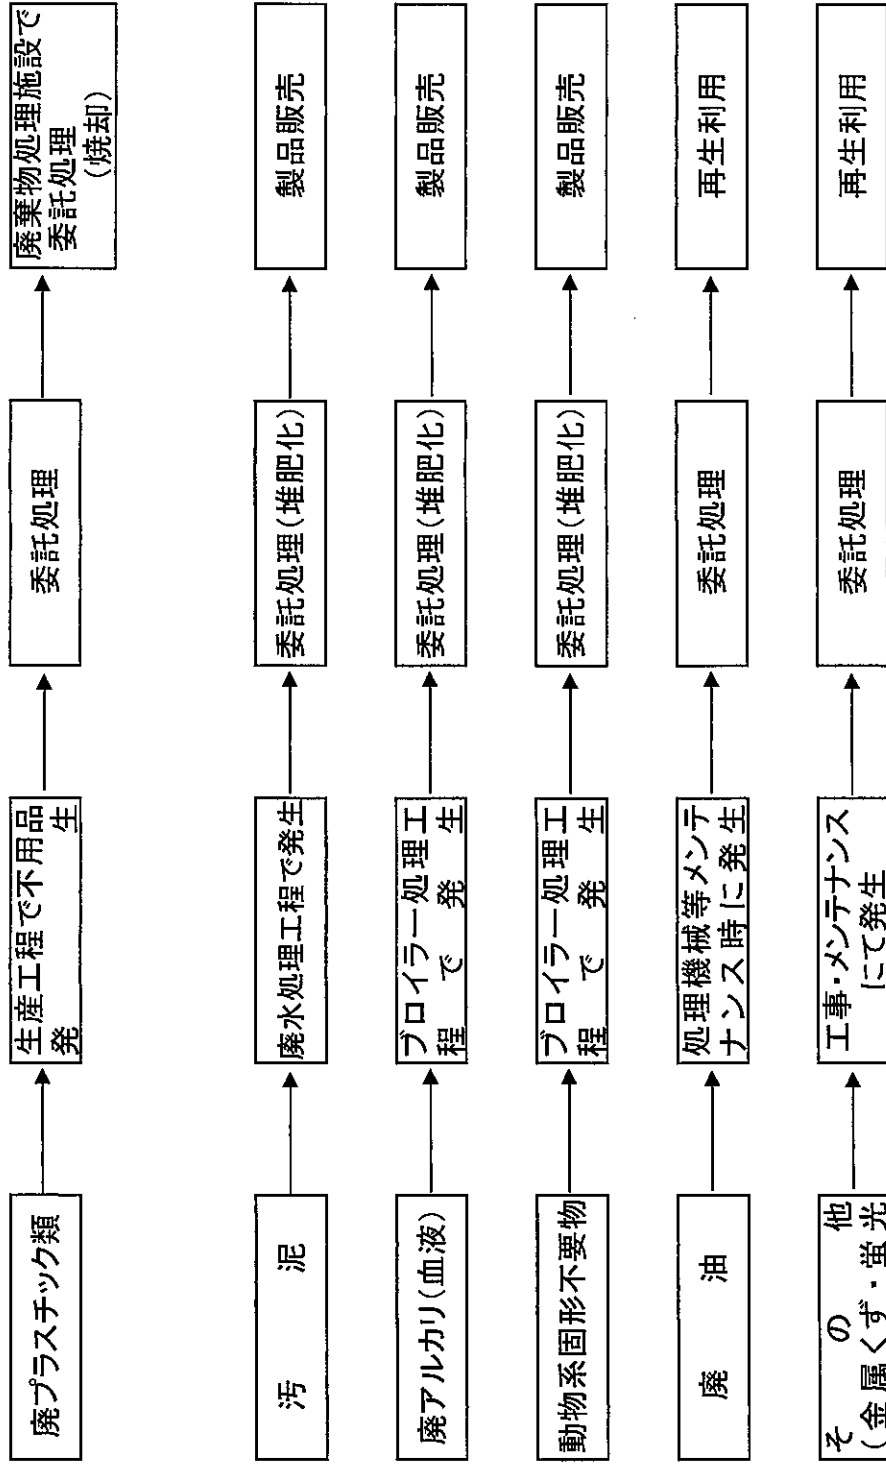 廃プラスチック類
生産工程で不用品
発生
委託処理
廃棄物処理施設で
委託処理
(焼却)
汚泥
廃水処理工程で発生
委託処理(堆肥化)
製品販売
廃アルカリ(血液)
ブロイラー処理工
程で発生
委託処理(堆肥化)
製品販売
動物系固形不要物
ブロイラー処理工
程で発生
委託処理(堆肥化)
製品販売
廃油
処理機械等メンテ
ナンス時に発生
委託処理
再生利用
その他
(金属くず・蛍光
工事・メンテナンス
にて発生
委託処理
再生利用